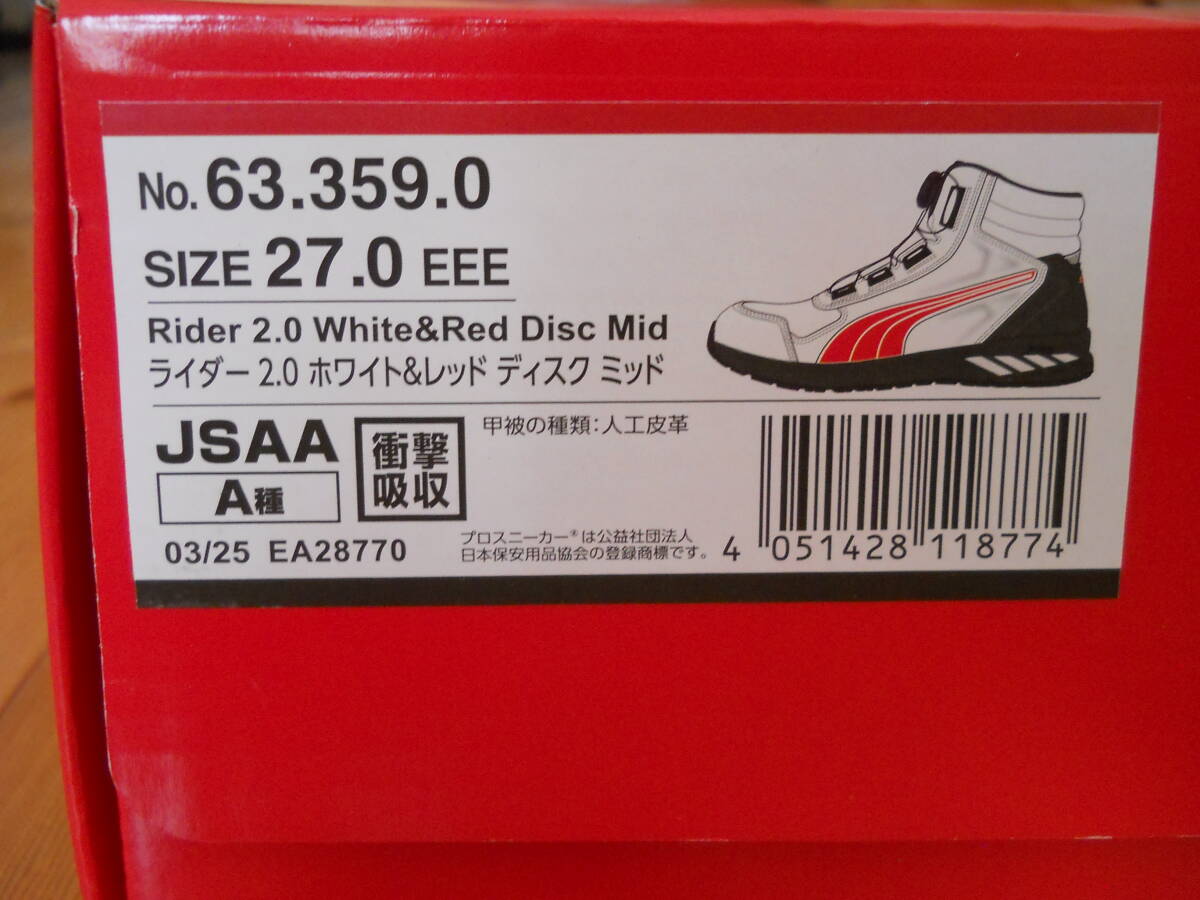 No. 63.359.0
SIZE 27.0 EEE
Rider 2.0 White&Red Disc Mid
ライダー 2.0 ホワイト&レッド ディスク ミッド
JSAA
A種
衝撃
吸収
甲被の種類:人工皮革
03/25 EA28770
プロスニーカー®は公益社団法人
日本保安用品協会の登録商標です。
4 051428 118774